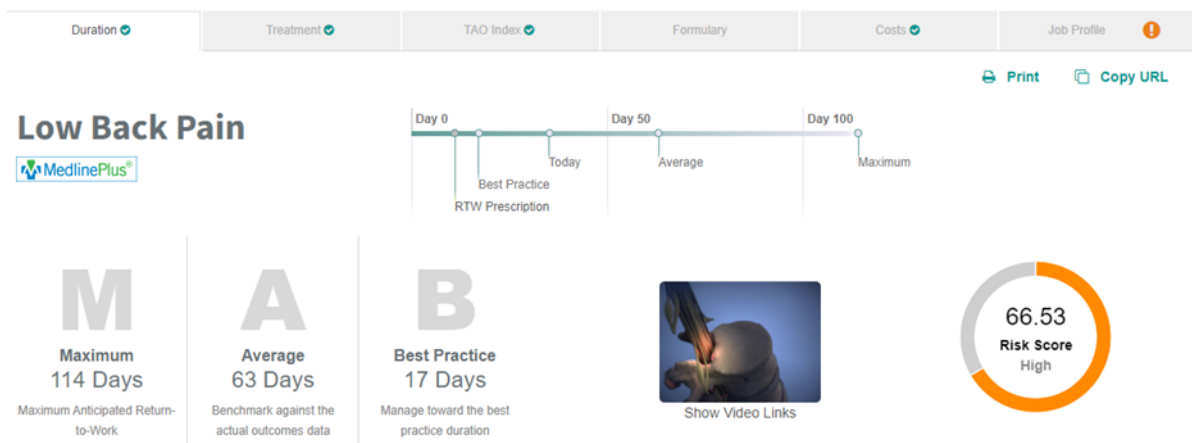 Duration
Treatment
TAO Index
Formulary
Costs
Job Profile
Print
Copy URL
Low Back Pain
MedlinePlus®
Day 0
Day 50
Day 100
Today
Average
Maximum
Best Practice
RTW Prescription
M
Maximum
114 Days
Maximum Anticipated Return-
to-Work
A
Average
63 Days
Benchmark against the
actual outcomes data
B
Best Practice
17 Days
Manage toward the best
practice duration
Show Video Links
66.53
Risk Score
High